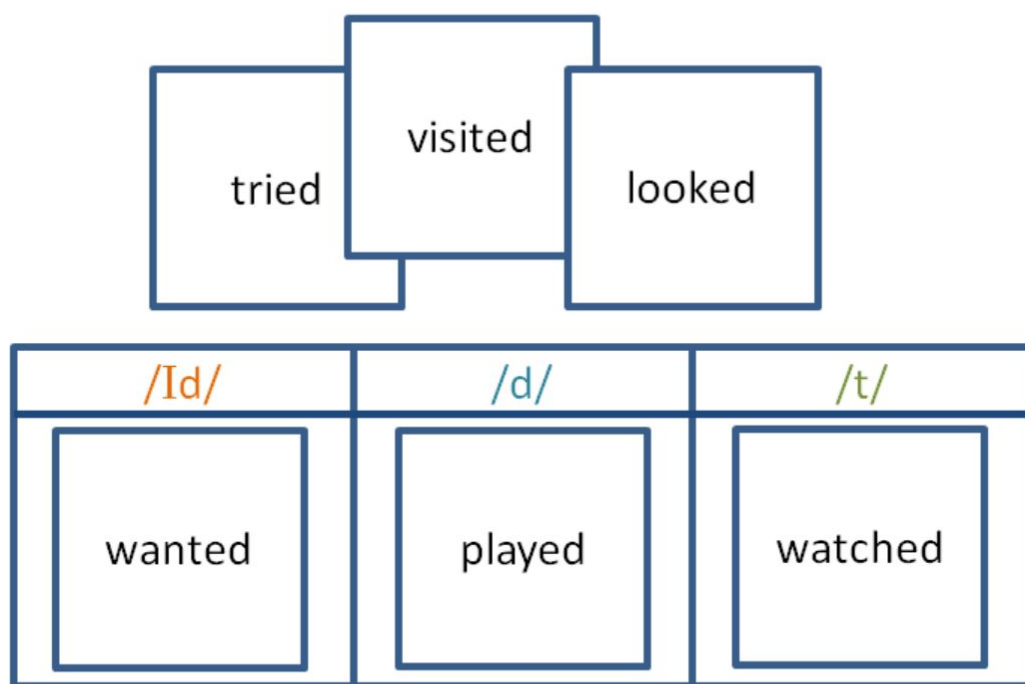 visited
tried
looked
/Id/ /d/ /t/
wanted played watched